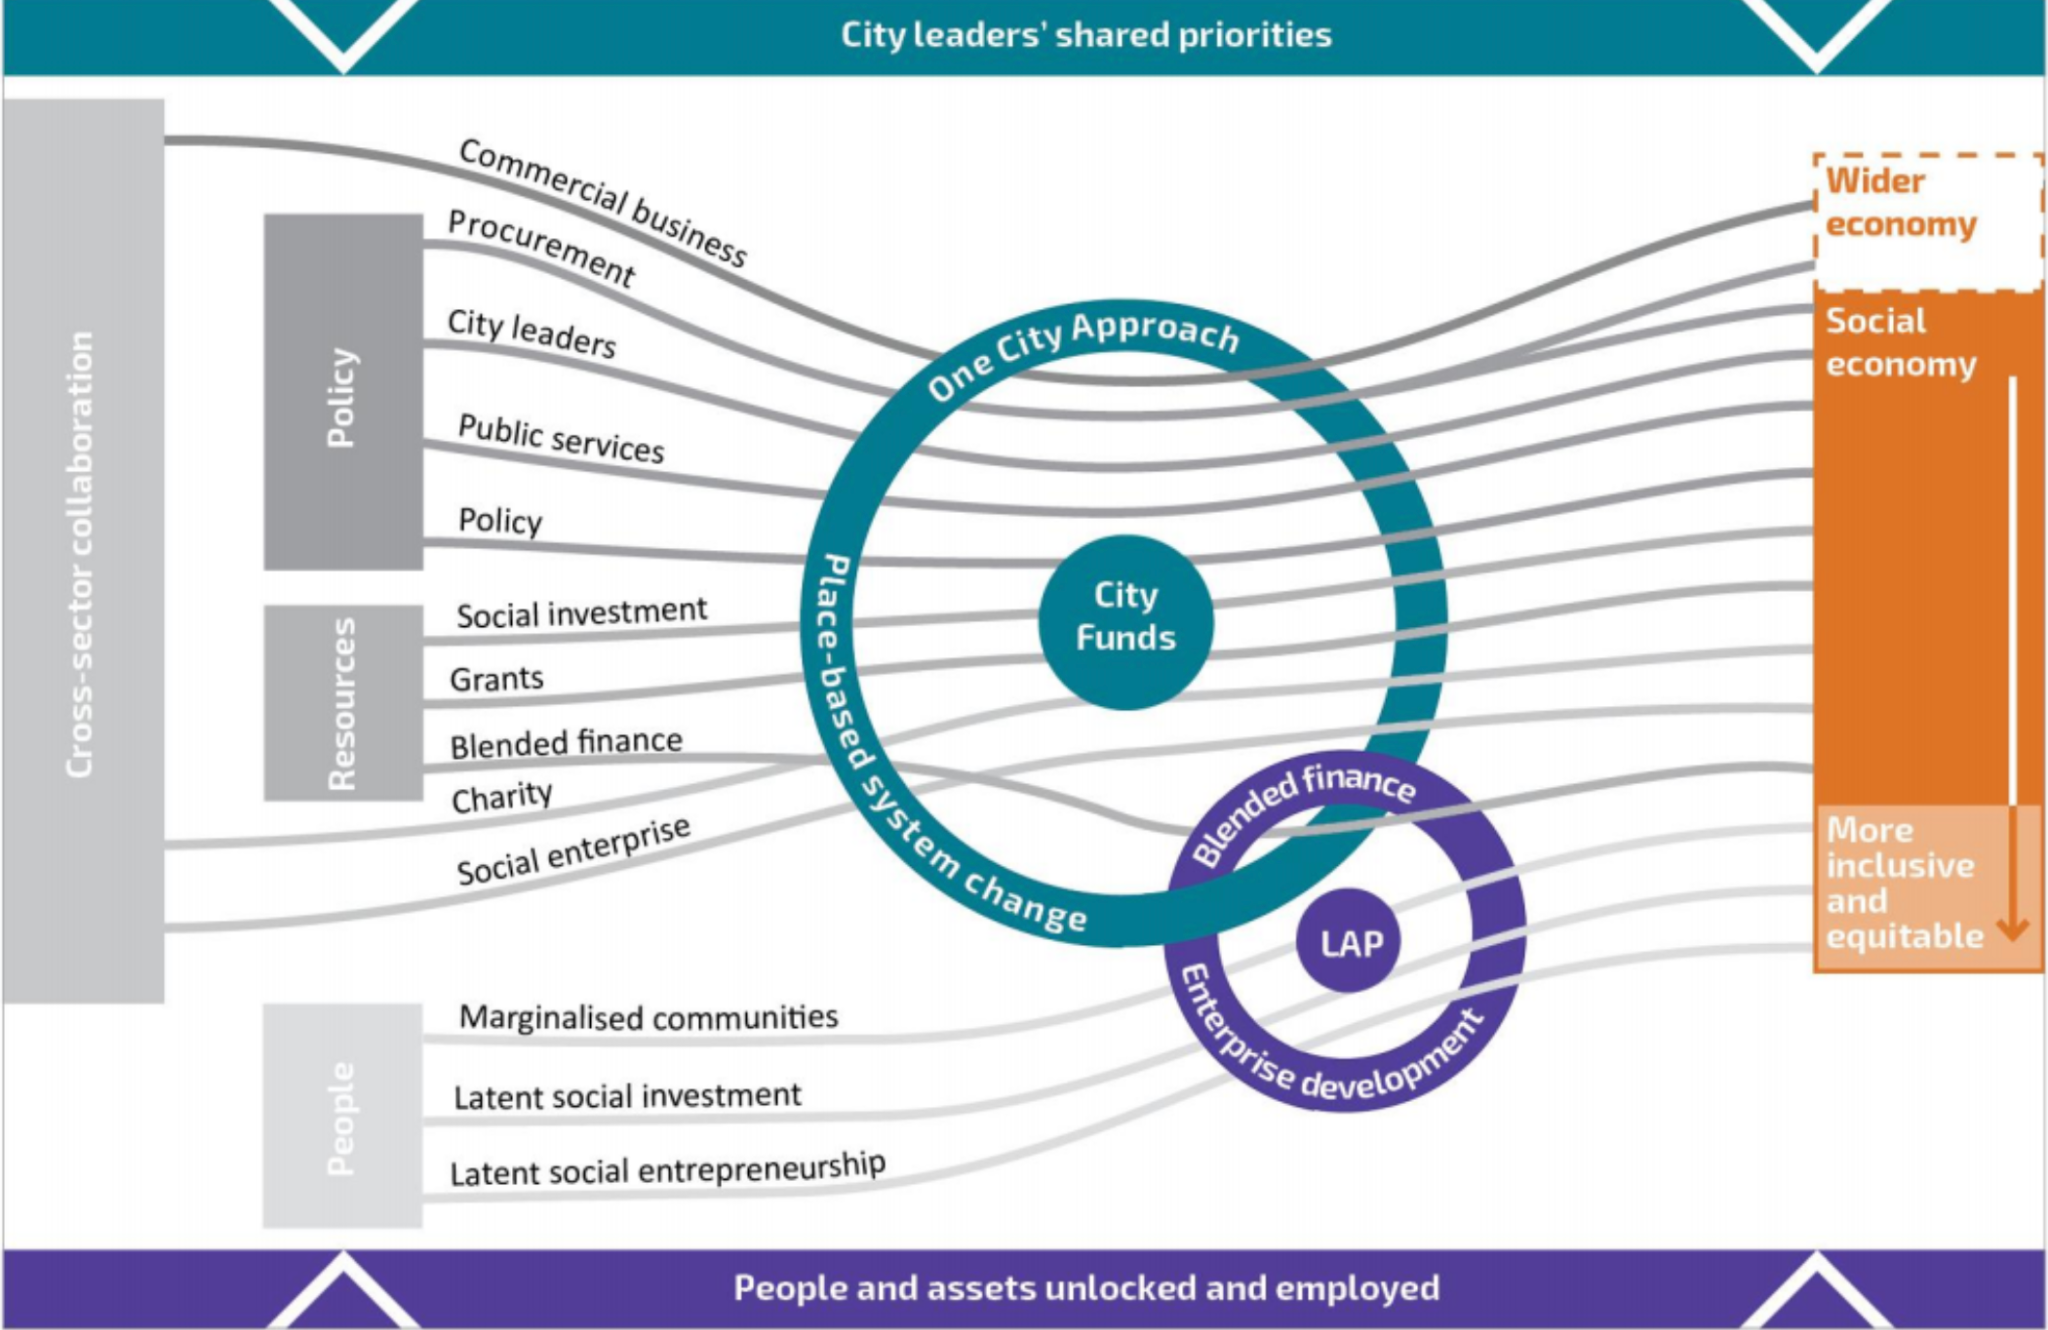 City leaders’ shared priorities
Cross-sector collaboration
Policy
Resources
People
Commercial business
Procurement
City leaders
Public services
Policy
Social investment
Grants
Blended finance
Charity
Social enterprise
Marginalised communities
Latent social investment
Latent social entrepreneurship
One City Approach
Place-based system change
City
Funds
Blended finance
Enterprise development
LAP
Wider
economy
Social
economy
More
inclusive
and
equitable
People and assets unlocked and employed